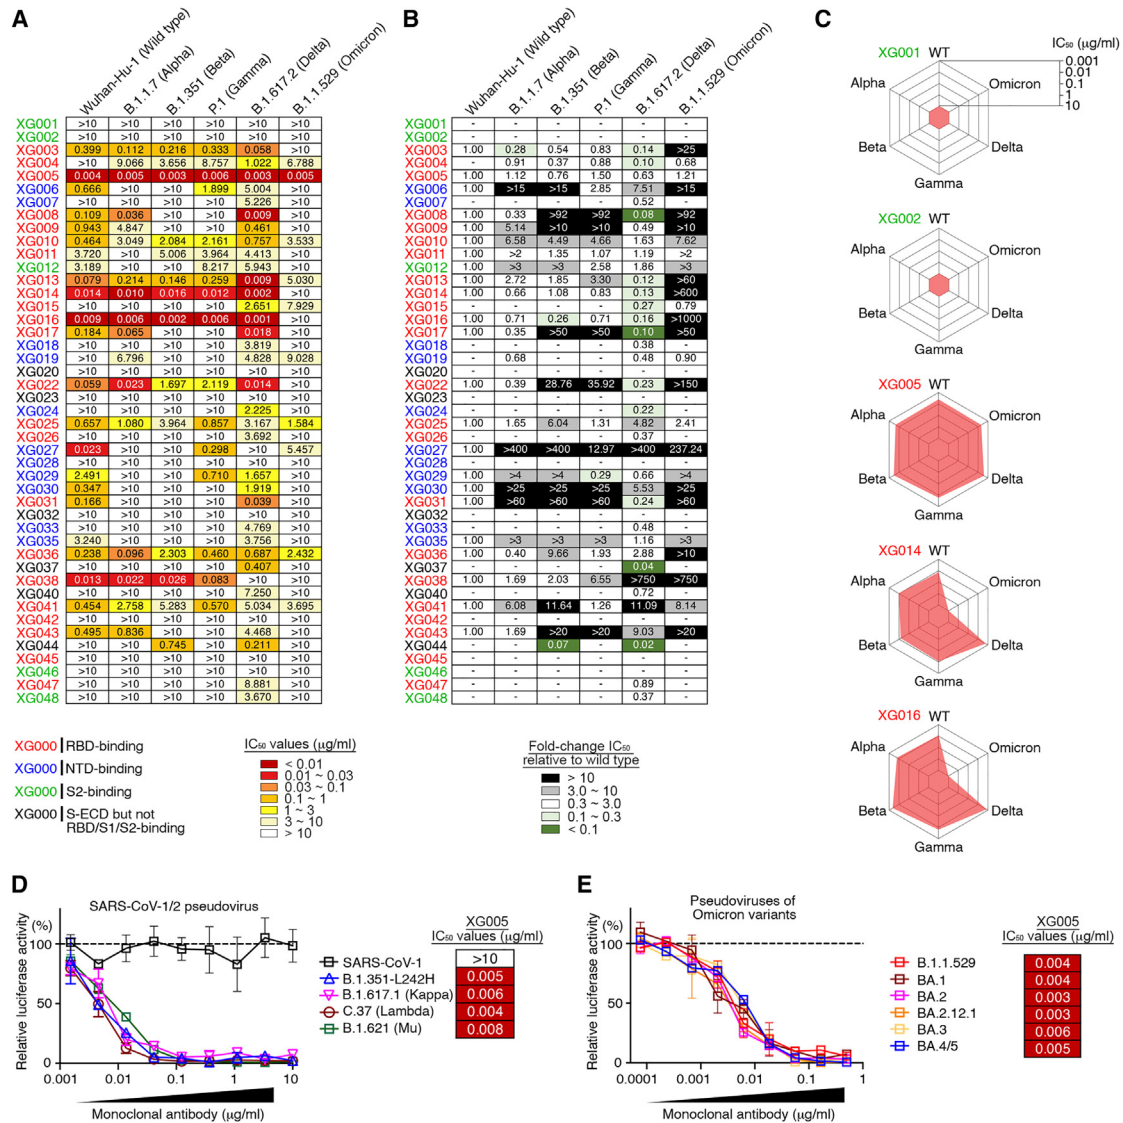 A
Wuhan-Hu-1 (Wild type)
B.1.1.7 (Alpha)
B.1.351 (Beta)
P.1 (Gamma)
B.1.617.2 (Delta)
B.1.1.529 (Omicron)
XG001 >10 >10 >10 >10 >10 >10
XG002 >10 >10 >10 >10 >10 >10
XG003 0.399 0.112 0.216 0.333 0.058 >10
XG004 >10 9.066 3.656 8.757 1.022 6.788
XG005 0.004 0.005 0.003 0.006 0.003 0.005
XG006 0.666 >10 >10 1.899 5.004 >10
XG007 >10 >10 >10 >10 5.226 >10
XG008 0.109 0.036 >10 >10 0.009 >10
XG009 0.943 4.847 >10 >10 0.461 >10
XG010 0.464 3.049 2.084 2.161 0.757 3.533
XG011 3.720 >10 5.006 3.964 4.413 >10
XG012 3.189 >10 >10 8.217 5.943 >10
XG013 0.079 0.214 0.146 0.259 0.009 5.030
XG014 0.014 0.010 0.016 0.012 0.002 >10
XG015 >10 >10 >10 >10 2.651 7.929
XG016 0.009 0.006 0.002 0.006 0.001 >10
XG017 0.184 0.065 >10 >10 0.018 >10
XG018 >10 >10 >10 >10 3.819 >10
XG019 >10 6.796 >10 >10 4.828 9.028
XG020 >10 >10 >10 >10 >10 >10
XG022 0.059 0.023 1.697 2.119 0.014 >10
XG023 >10 >10 >10 >10 >10 >10
XG024 >10 >10 >10 >10 2.225 >10
XG025 0.657 1.080 3.964 0.857 3.167 1.584
XG026 >10 >10 >10 >10 3.692 >10
XG027 0.023 >10 >10 0.298 >10 5.457
XG028 >10 >10 >10 >10 >10 >10
XG029 2.491 >10 >10 0.710 1.657 >10
XG030 0.347 >10 >10 >10 1.919 >10
XG031 0.166 >10 >10 >10 0.039 >10
XG032 >10 >10 >10 >10 >10 >10
XG033 >10 >10 >10 >10 4.769 >10
XG035 3.240 >10 >10 >10 3.756 >10
XG036 0.238 0.096 2.303 0.460 0.687 2.432
XG037 >10 >10 >10 >10 0.407 >10
XG038 0.013 0.022 0.026 0.083 >10 >10
XG040 >10 >10 >10 >10 7.250 >10
XG041 0.454 2.758 5.283 0.570 5.034 3.695
XG042 >10 >10 >10 >10 >10 >10
XG043 0.495 0.836 >10 >10 4.468 >10
XG044 >10 >10 0.745 >10 0.211 >10
XG045 >10 >10 >10 >10 >10 >10
XG046 >10 >10 >10 >10 >10 >10
XG047 >10 >10 >10 >10 8.881 >10
XG048 >10 >10 >10 >10 3.670 >10
XG000 RBD-binding
XG000 NTD-binding
XG000 S2-binding
XG000 S-ECD but not
RBD/S1/S2-binding
IC50 values (μg/ml)
< 0.01
0.01 ~ 0.03
0.03 ~ 0.1
0.1 ~ 1
1 ~ 3
3 ~ 10
> 10
B
Wuhan-Hu-1 (Wild type)
B.1.1.7 (Alpha)
B.1.351 (Beta)
P.1 (Gamma)
B.1.617.2 (Delta)
B.1.1.529 (Omicron)
XG001 - - - - - -
XG002 - - - - - -
XG003 1.00 0.28 0.54 0.83 0.14 >25
XG004 - 0.91 0.37 0.88 0.10 0.68
XG005 1.00 1.12 0.76 1.50 0.63 1.21
XG006 1.00 >15 >15 2.85 7.51 >15
XG007 - - - - 0.52 -
XG008 1.00 0.33 >92 >92 0.08 >92
XG009 1.00 5.14 >10 >10 0.49 >10
XG010 1.00 6.58 4.49 4.66 1.63 7.62
XG011 1.00 >2 1.35 1.07 1.19 >2
XG012 1.00 >3 >3 2.58 1.86 >3
XG013 1.00 2.72 1.85 3.30 0.12 >60
XG014 1.00 0.66 1.08 0.83 0.13 >600
XG015 - - - - 0.27 0.79
XG016 1.00 0.71 0.26 0.71 0.16 >1000
XG017 1.00 0.35 >50 >50 0.10 >50
XG018 - - - - 0.38 -
XG019 - 0.68 - - 0.48 0.90
XG020 - - - - - -
XG022 1.00 0.39 28.76 35.92 0.23 >150
XG023 - - - - - -
XG024 - - - - 0.22 -
XG025 1.00 1.65 6.04 1.31 4.82 2.41
XG026 - - - - 0.37 -
XG027 1.00 >400 >400 12.97 >400 237.24
XG028 - - - - - -
XG029 1.00 >4 >4 0.29 0.66 >4
XG030 1.00 >25 >25 >25 5.53 >25
XG031 1.00 >60 >60 >60 0.24 >60
XG032 - - - - - -
XG033 - - - - 0.48 -
XG035 1.00 >3 >3 >3 1.16 >3
XG036 1.00 0.40 9.66 1.93 2.88 >10
XG037 - - - - 0.04 -
XG038 1.00 1.69 2.03 6.55 >750 >750
XG040 - - - - 0.72 -
XG041 1.00 6.08 11.64 1.26 11.09 8.14
XG042 - - - - - -
XG043 1.00 1.69 >20 >20 9.03 >20
XG044 - - 0.07 - 0.02 -
XG045 - - - - - -
XG046 - - - - - -
XG047 - - - - 0.89 -
XG048 - - - - 0.37 -
Fold-change IC50
relative to wild type
> 10
3.0 ~ 10
0.3 ~ 3.0
0.1 ~ 0.3
< 0.1
C
XG001 WT IC50 (μg/ml)
0.001
0.01
0.1
1
10
Alpha Omicron
Beta Delta
Gamma
XG002 WT
Alpha Omicron
Beta Delta
Gamma
XG005 WT
Alpha Omicron
Beta Delta
Gamma
XG014 WT
Alpha Omicron
Beta Delta
Gamma
XG016 WT
Alpha Omicron
Beta Delta
Gamma
D
SARS-CoV-1/2 pseudovirus
(%)
Relative luciferase activity
100
50
0
0.001 0.01 0.1 1 10
Monoclonal antibody (μg/ml)
XG005
IC50 values (μg/ml)
SARS-CoV-1 >10
B.1.351-L242H 0.005
B.1.617.1 (Kappa) 0.006
C.37 (Lambda) 0.004
B.1.621 (Mu) 0.008
E
Pseudoviruses of
Omicron variants
(%)
Relative luciferase activity
100
50
0
0.0001 0.001 0.01 0.1 1
Monoclonal antibody (μg/ml)
XG005
IC50 values (μg/ml)
B.1.1.529 0.004
BA.1 0.004
BA.2 0.003
BA.2.12.1 0.003
BA.3 0.006
BA.4/5 0.005